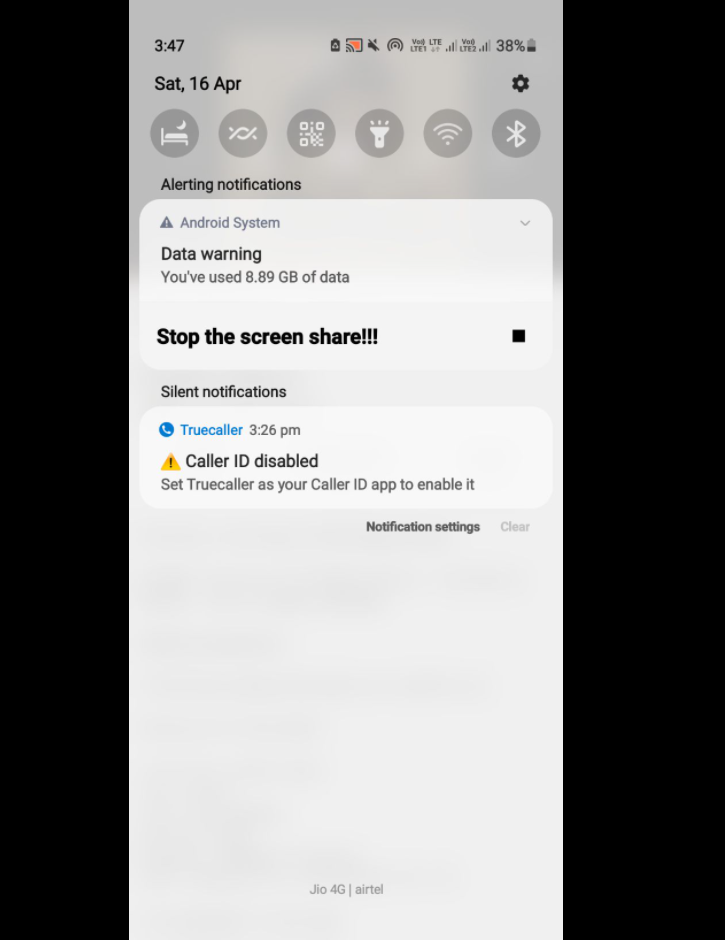 3:47 Vo) LTE LTE1 Vo) LTE2 38%
Sat, 16 Apr
Alerting notifications
Android System
Data warning
You've used 8.89 GB of data
Stop the screen share!!!
Silent notifications
Truecaller 3:26 pm
Caller ID disabled
Set Truecaller as your Caller ID app to enable it
Notification settings Clear
Jio 4G | airtel